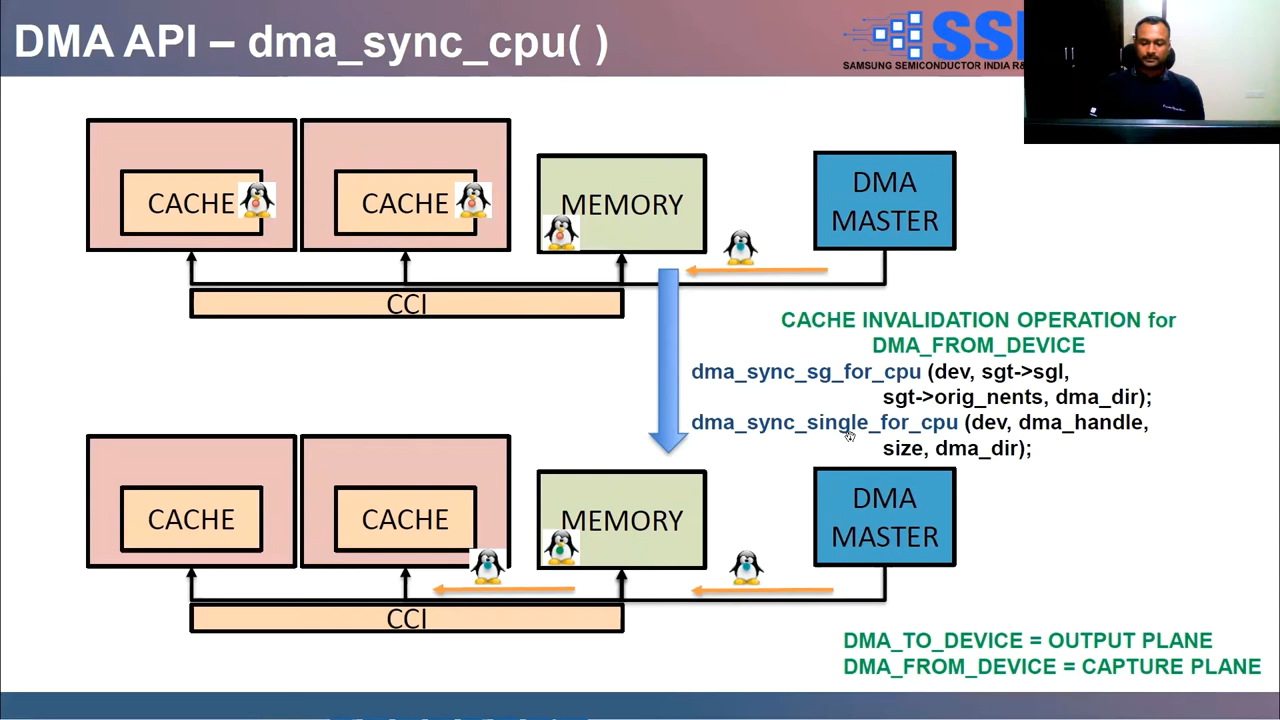 DMA API – dma_sync_cpu( )
SSI
SAMSUNG SEMICONDUCTOR INDIA R&
CACHE
CACHE
MEMORY
DMA
MASTER
CCI
CACHE INVALIDATION OPERATION for
DMA_FROM_DEVICE
dma_sync_sg_for_cpu (dev, sgt->sgl,
sgt->orig_nents, dma_dir);
dma_sync_single_for_cpu (dev, dma_handle,
size, dma_dir);
CACHE
CACHE
MEMORY
DMA
MASTER
CCI
DMA_TO_DEVICE = OUTPUT PLANE
DMA_FROM_DEVICE = CAPTURE PLANE